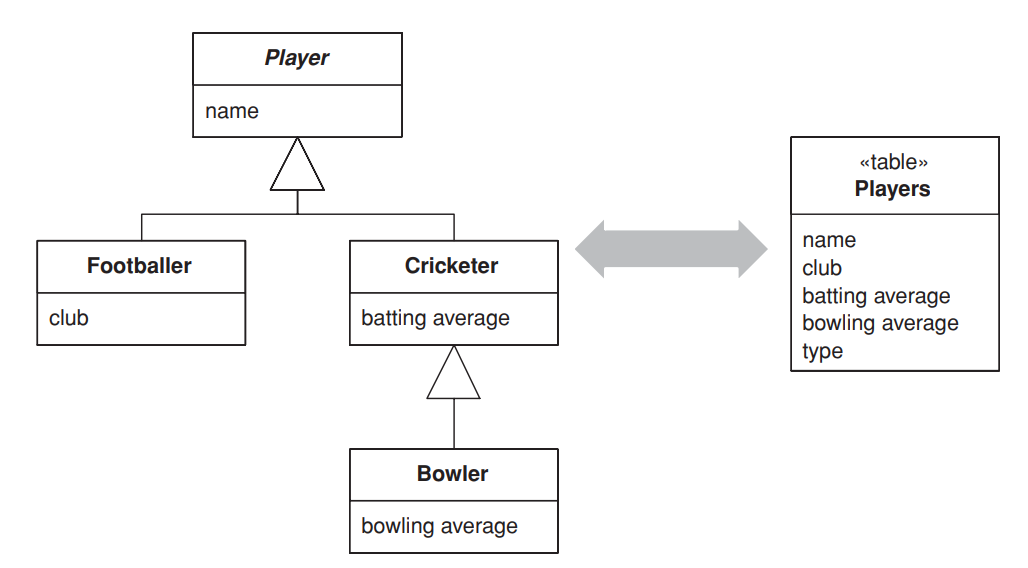 Player
name
Footballer
club
Cricketer
batting average
Bowler
bowling average
«table»
Players
name
club
batting average
bowling average
type